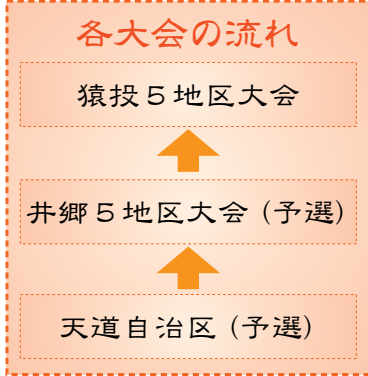 各大会の流れ
猿投５地区大会
井郷５地区大会 (予選)
天道自治区 (予選)